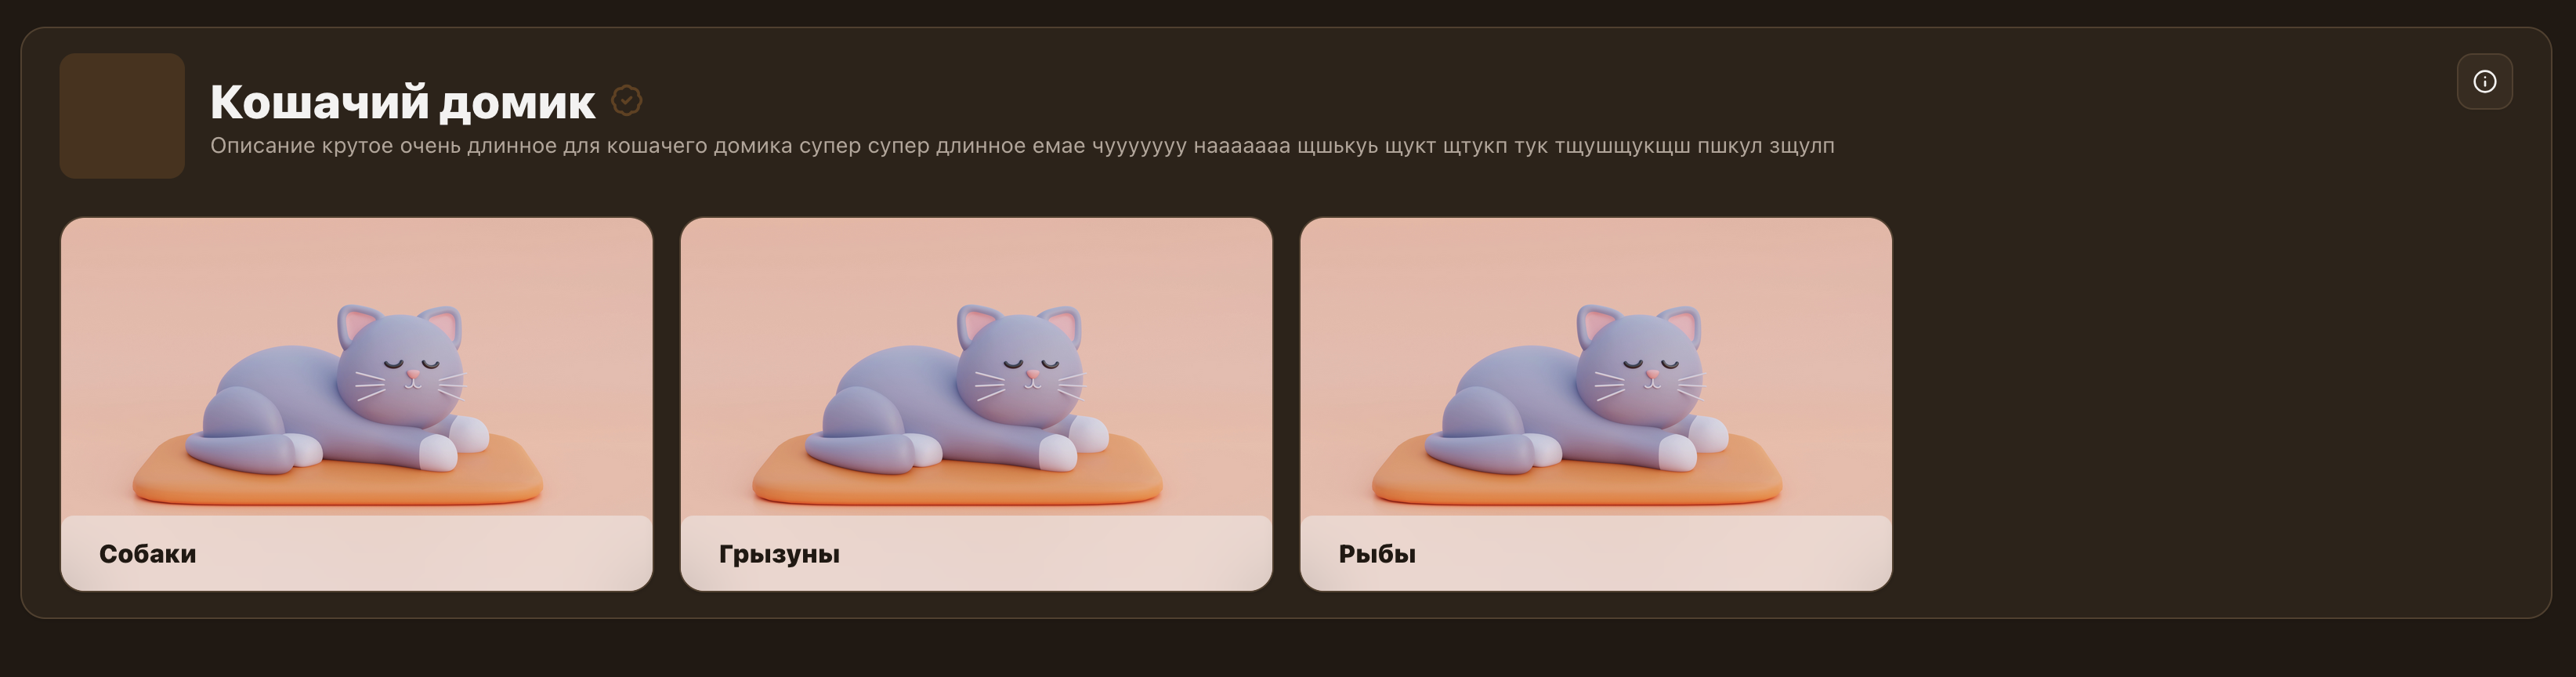 Кошачий домик
Описание крутое очень длинное для кошачего домика супер супер длинное емае чууууууу нааааааа щшькуь щукт щтукп тук тщушщукщш пшкул зщулп
Собаки
Грызуны
Рыбы